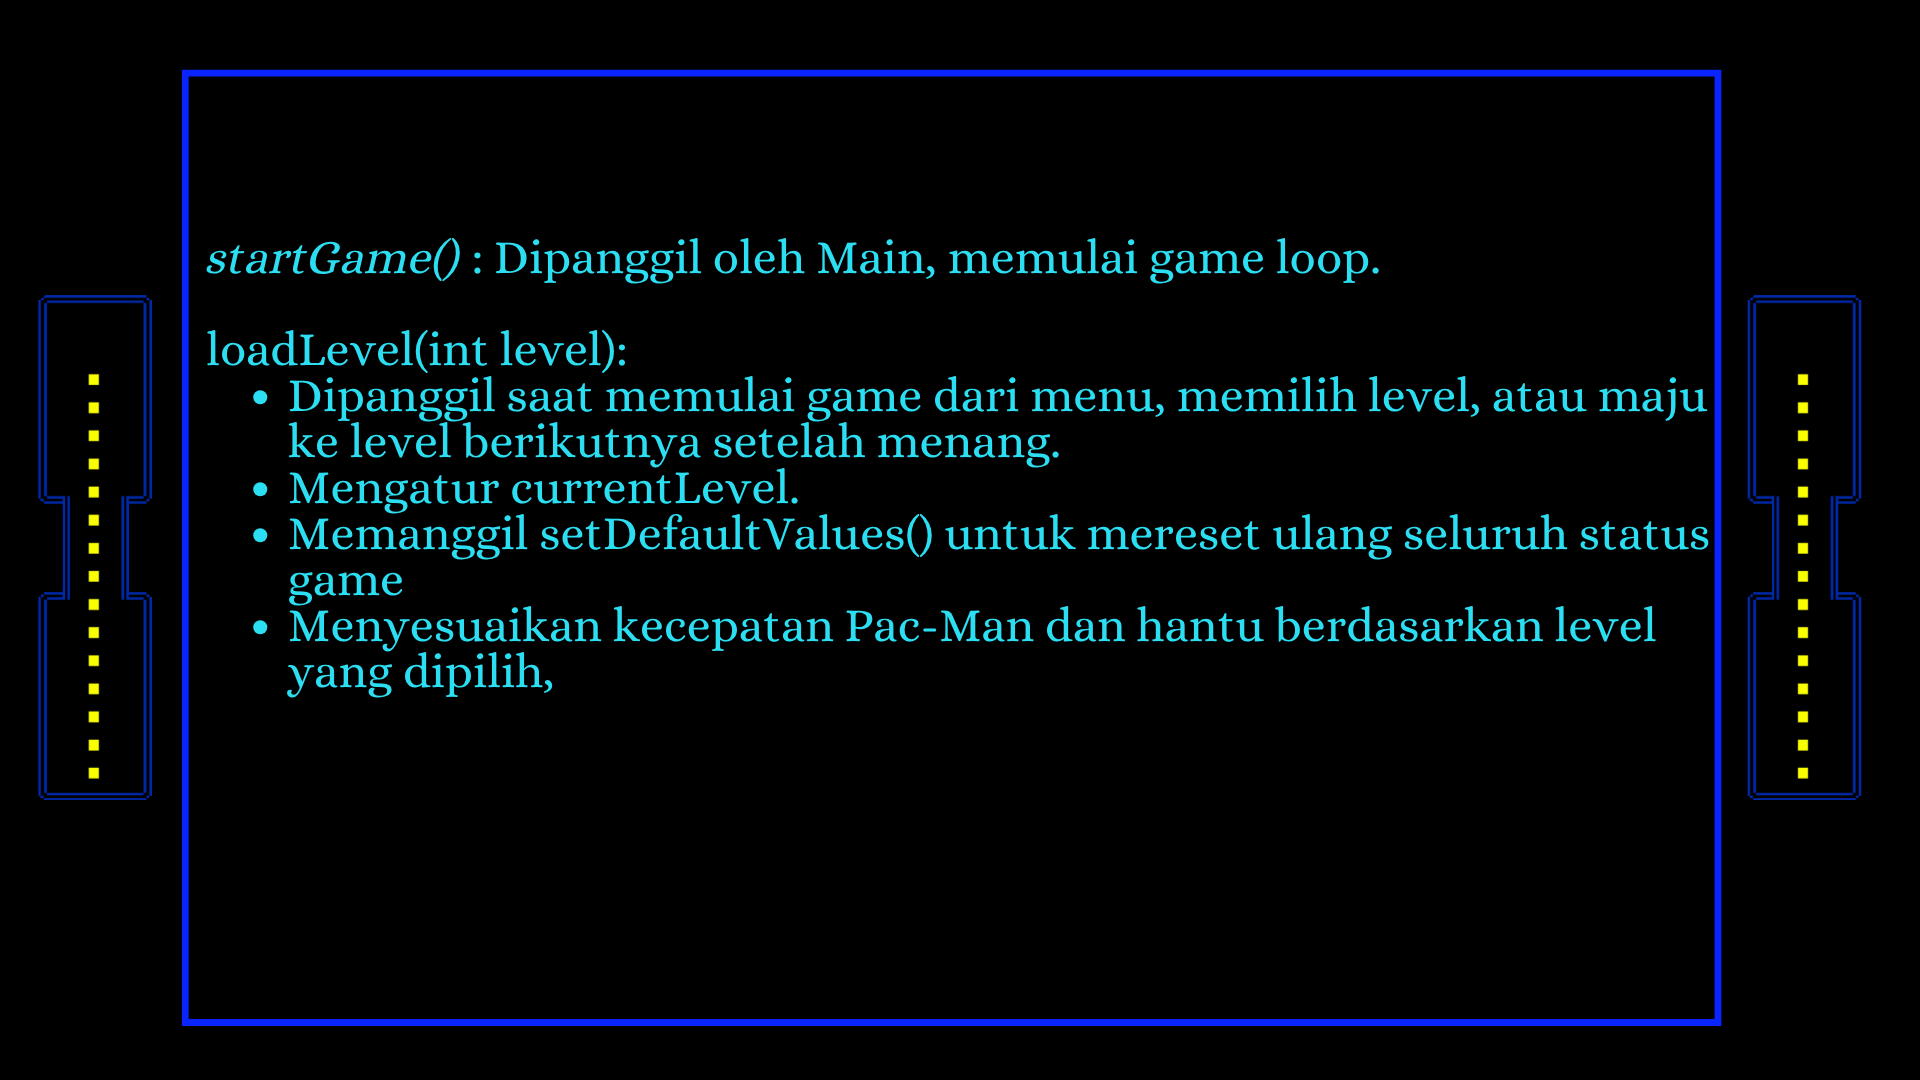 startGame() : Dipanggil oleh Main, memulai game loop.
loadLevel(int level):
• Dipanggil saat memulai game dari menu, memilih level, atau maju
ke level berikutnya setelah menang.
• Mengatur currentLevel.
• Memanggil setDefaultValues() untuk mereset ulang seluruh status
game
• Menyesuaikan kecepatan Pac-Man dan hantu berdasarkan level
yang dipilih,